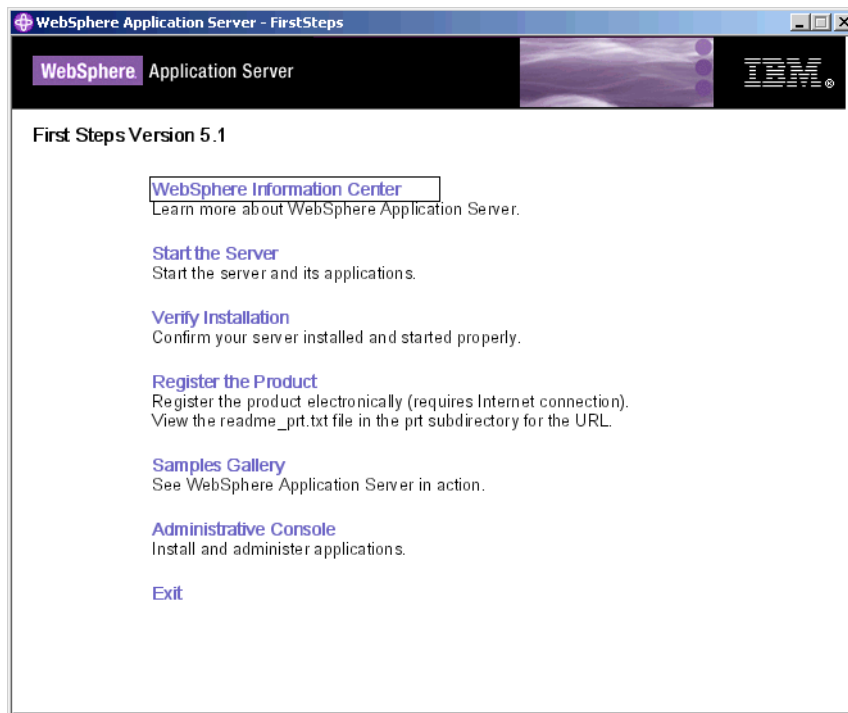 WebSphere Application Server - FirstSteps
WebSphere. Application Server
IBM®
First Steps Version 5.1
WebSphere Information Center
Learn more about WebSphere Application Server.
Start the Server
Start the server and its applications.
Verify Installation
Confirm your server installed and started properly.
Register the Product
Register the product electronically (requires Internet connection).
View the readme_prt.txt file in the prt subdirectory for the URL.
Samples Gallery
See WebSphere Application Server in action.
Administrative Console
Install and administer applications.
Exit